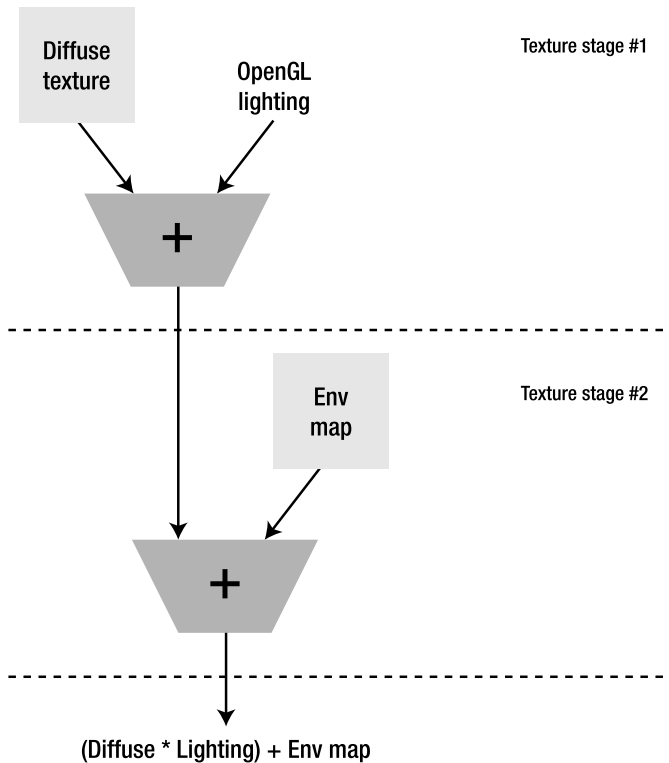 Diffuse
texture
OpenGL
lighting
Texture stage #1
+
Env
map
Texture stage #2
+
(Diffuse * Lighting) + Env map